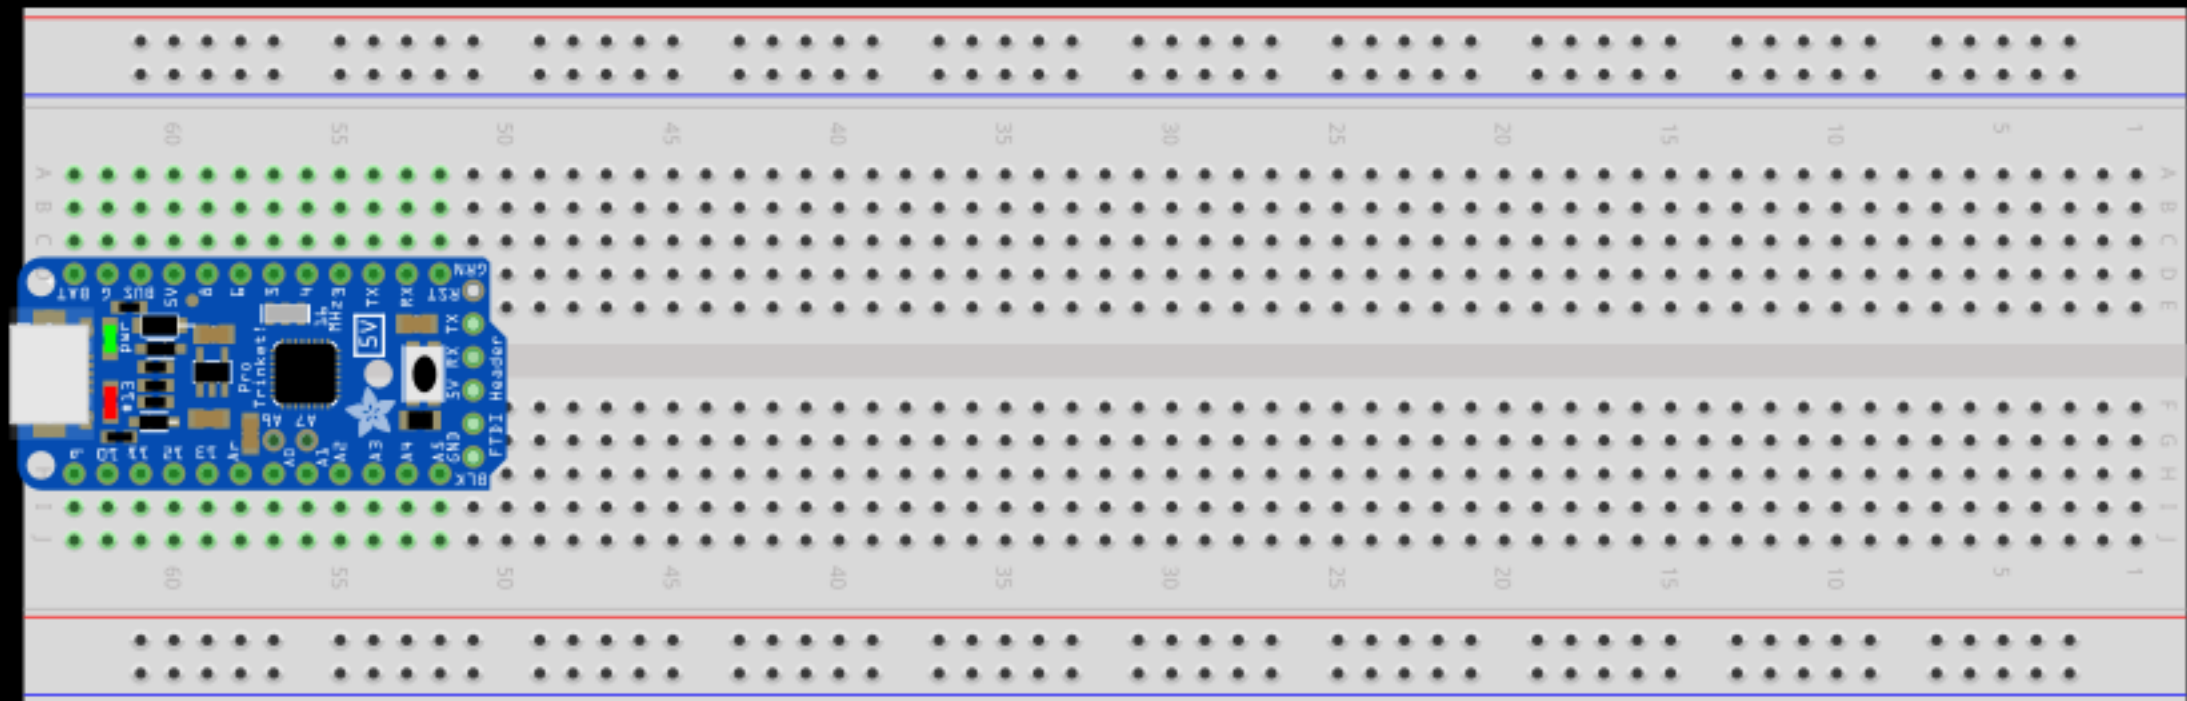 60 55 50 45 40 35 30 25 20 15 10 5 1
A A
B B
C C
D
E
BAT G BUS 5V 8 6 5 4 3 TX RX RST GRN
16 MHz
5V
TX
RX
5V
GND
BLK
FTDI Header
Pro
Trinket!
pwr
#13
A6 A7
9 10 11 12 13 Ar A0 A1 A2 A3 A4 A5
F
G
H
I I
J J
60 55 50 45 40 35 30 25 20 15 10 5 1